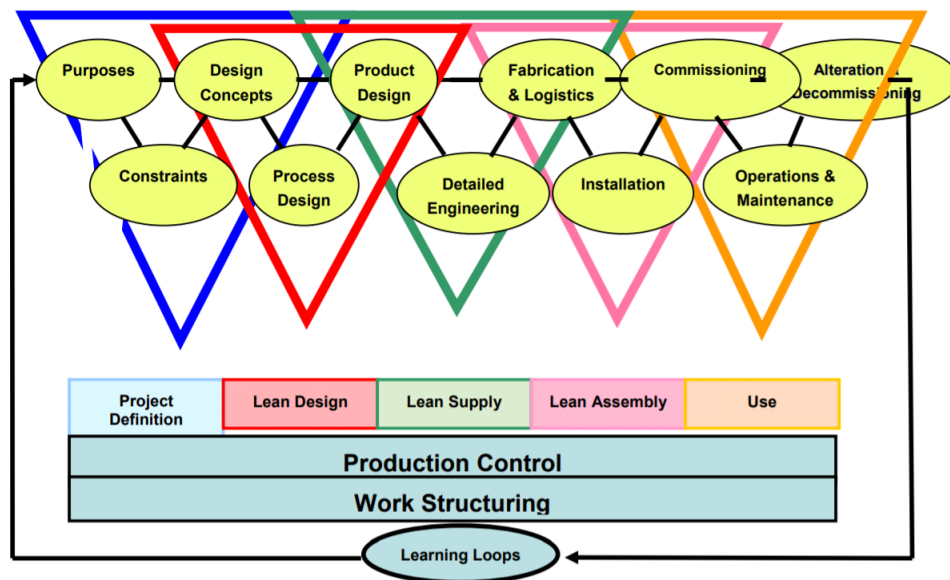 Purposes
Design
Concepts
Product
Design
Fabrication
& Logistics
Commissioning
Alteration
Decommissioning
Constraints
Process
Design
Detailed
Engineering
Installation
Operations &
Maintenance
Project
Definition
Lean Design
Lean Supply
Lean Assembly
Use
Production Control
Work Structuring
Learning Loops